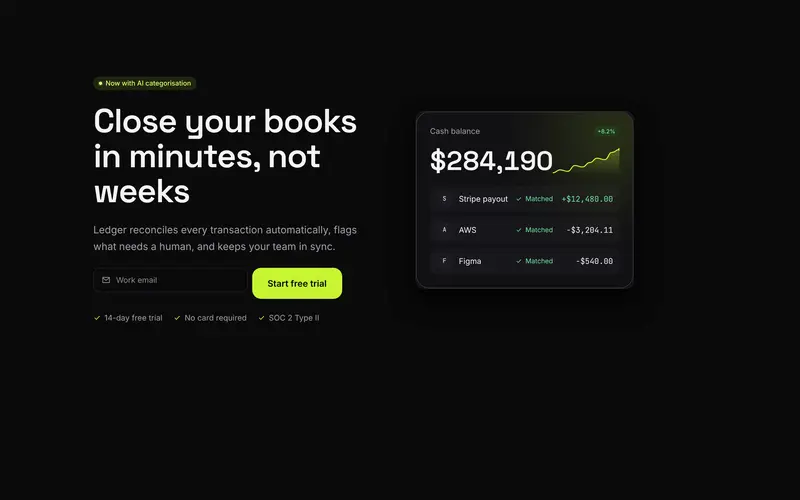 Now with AI categorisation
Close your books
in minutes, not
weeks
Ledger reconciles every transaction automatically, flags
what needs a human, and keeps your team in sync.
Work email
Start free trial
14-day free trial
No card required
SOC 2 Type II
Cash balance
+8.2%
$284,190
S Stripe payout Matched +$12,480.00
A AWS Matched -$3,204.11
F Figma Matched -$540.00